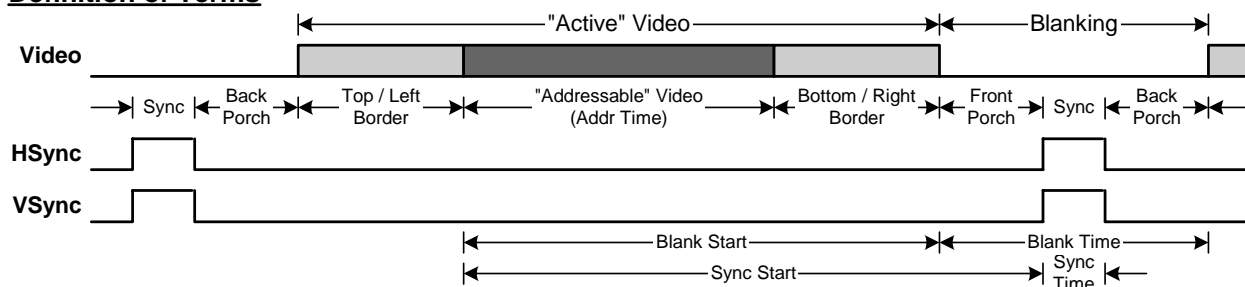 Definition of Terms
"Active" Video
Blanking
Video
Sync
Back
Porch
Top / Left
Border
"Addressable" Video
(Addr Time)
Bottom / Right
Border
Front
Porch
Sync
Back
Porch
HSync
VSync
Blank Start
Blank Time
Sync Start
Sync
Time